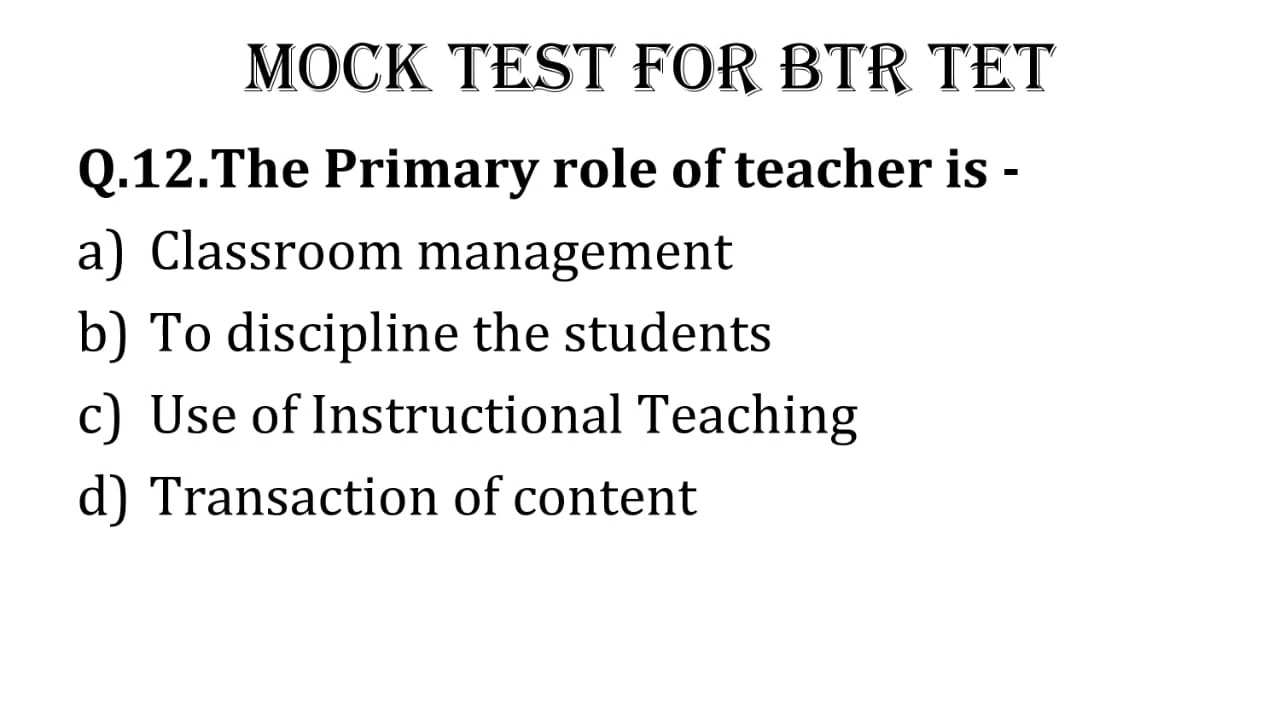 MOCK TEST FOR BTR TET
Q.12.The Primary role of teacher is -
a) Classroom management
b) To discipline the students
c) Use of Instructional Teaching
d) Transaction of content